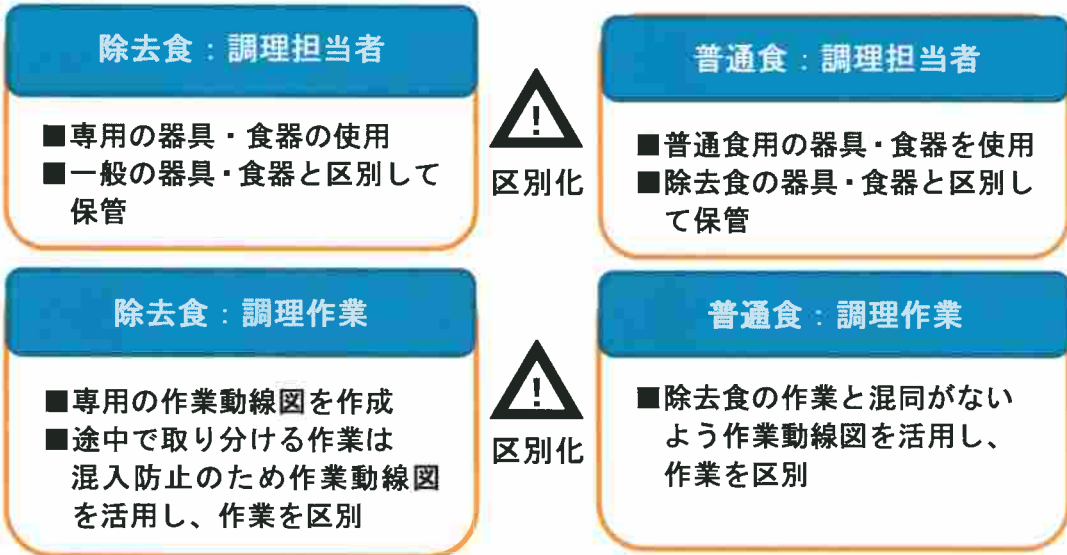 除去食：調理担当者
■専用の器具・食器の使用
■一般の器具・食器と区別して
保管
!
区別化
普通食：調理担当者
■普通食用の器具・食器を使用
■除去食の器具・食器と区別し
て保管
除去食：調理作業
■専用の作業動線図を作成
■途中で取り分ける作業は
混入防止のため作業動線図
を活用し、作業を区別
!
区別化
普通食：調理作業
■除去食の作業と混同がない
よう作業動線図を活用し、
作業を区別